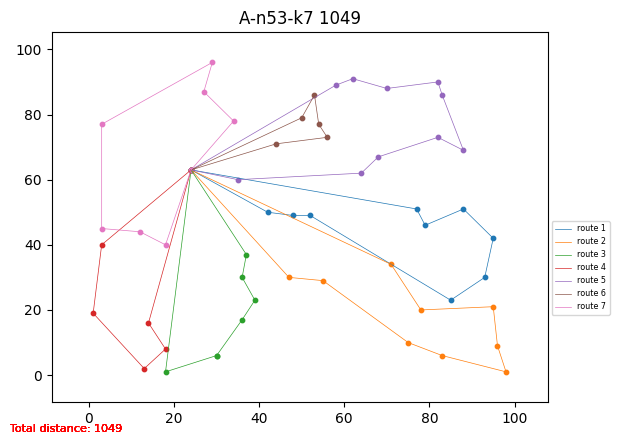 A-n53-k7 1049
100
80
60
40
20
0
0 20 40 60 80 100
route 1
route 2
route 3
route 4
route 5
route 6
route 7
Total distance: 1049